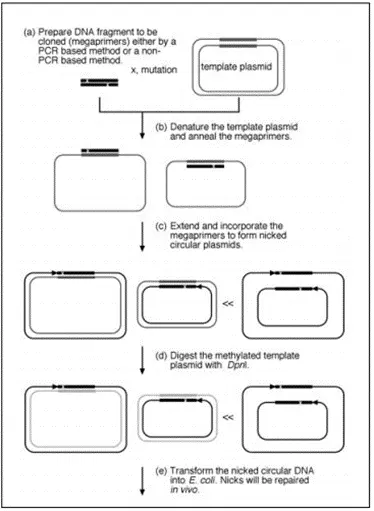 (a) Prepare DNA fragment to be
cloned (megaprimers) either by a
PCR based method or a non-
PCR based method.
x, mutation
template plasmid
(b) Denature the template plasmid
and anneal the megaprimers.
(c) Extend and incorporate the
megaprimers to form nicked
circular plasmids.
<<
(d) Digest the methylated template
plasmid with DpnI.
<<
(e) Transform the nicked circular DNA
into E. coli. Nicks will be repaired
in vivo.